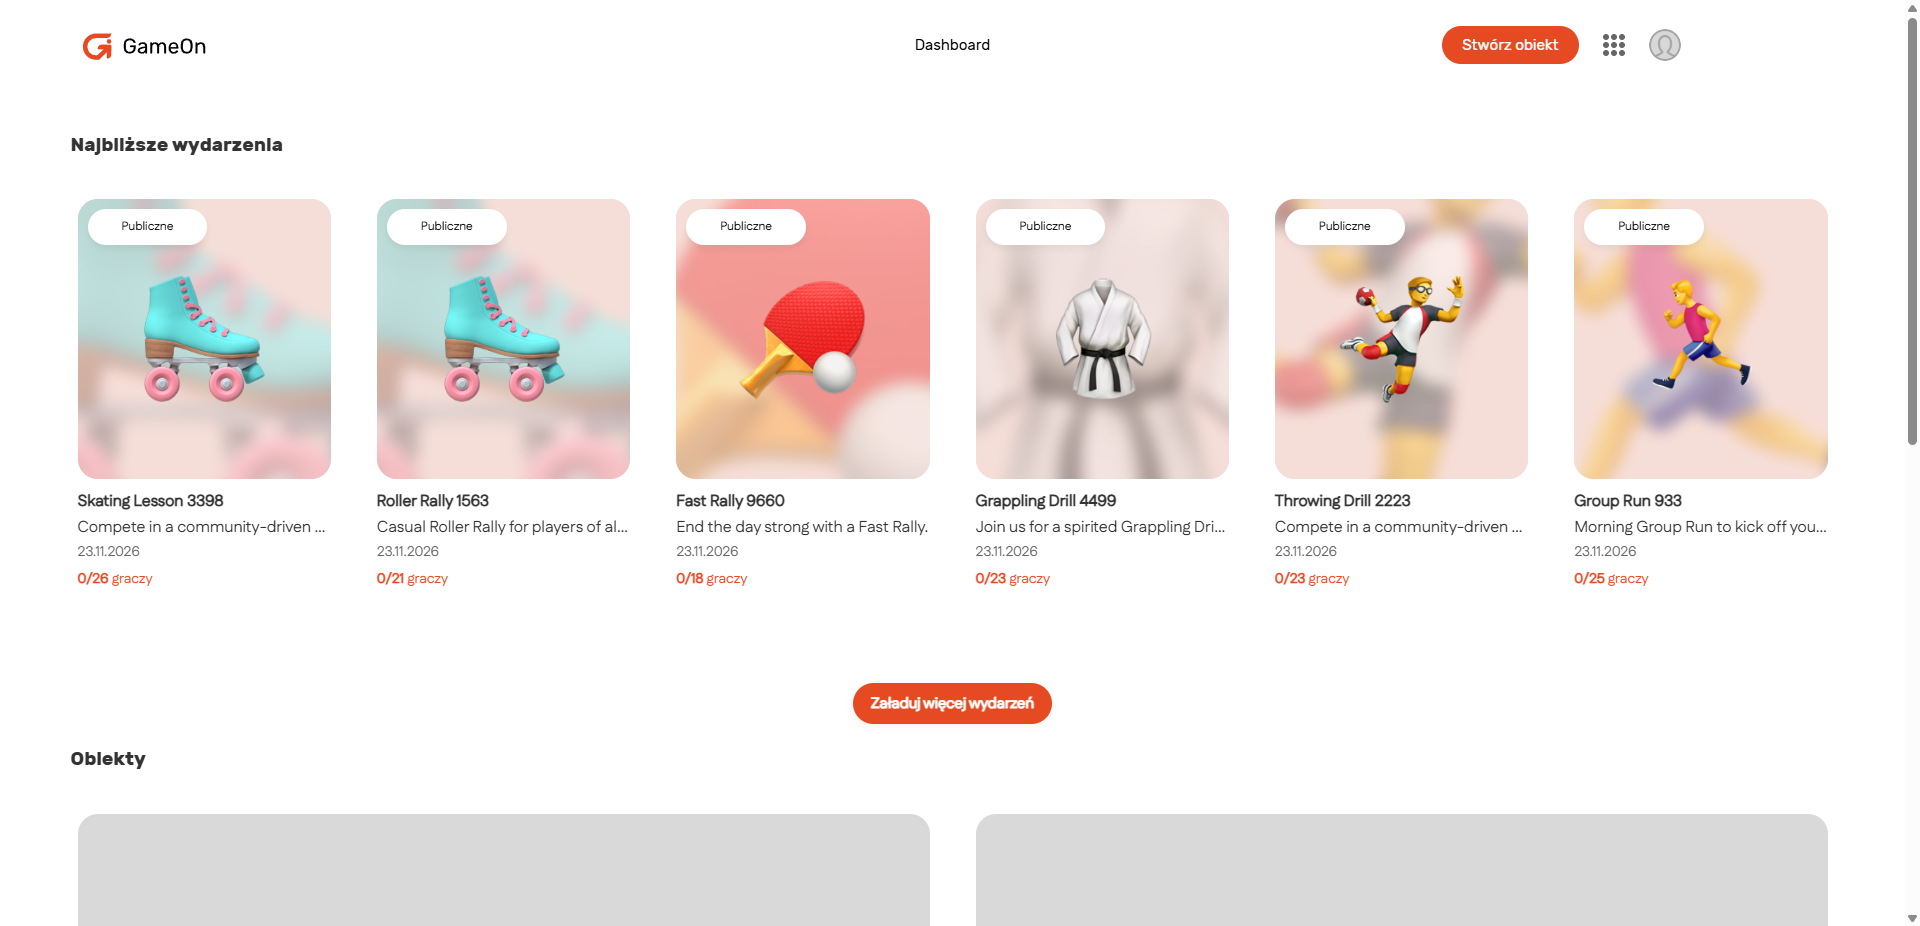 GameOn
Dashboard
Stwórz obiekt
Najbliższe wydarzenia
Publiczne
Publiczne
Publiczne
Publiczne
Publiczne
Publiczne
Skating Lesson 3398
Compete in a community-driven ...
23.11.2026
0/26 graczy
Roller Rally 1563
Casual Roller Rally for players of al...
23.11.2026
0/21 graczy
Fast Rally 9660
End the day strong with a Fast Rally.
23.11.2026
0/18 graczy
Grappling Drill 4499
Join us for a spirited Grappling Dri...
23.11.2026
0/23 graczy
Throwing Drill 2223
Compete in a community-driven ...
23.11.2026
0/23 graczy
Group Run 933
Morning Group Run to kick off you...
23.11.2026
0/25 graczy
Załaduj więcej wydarzeń
Obiekty